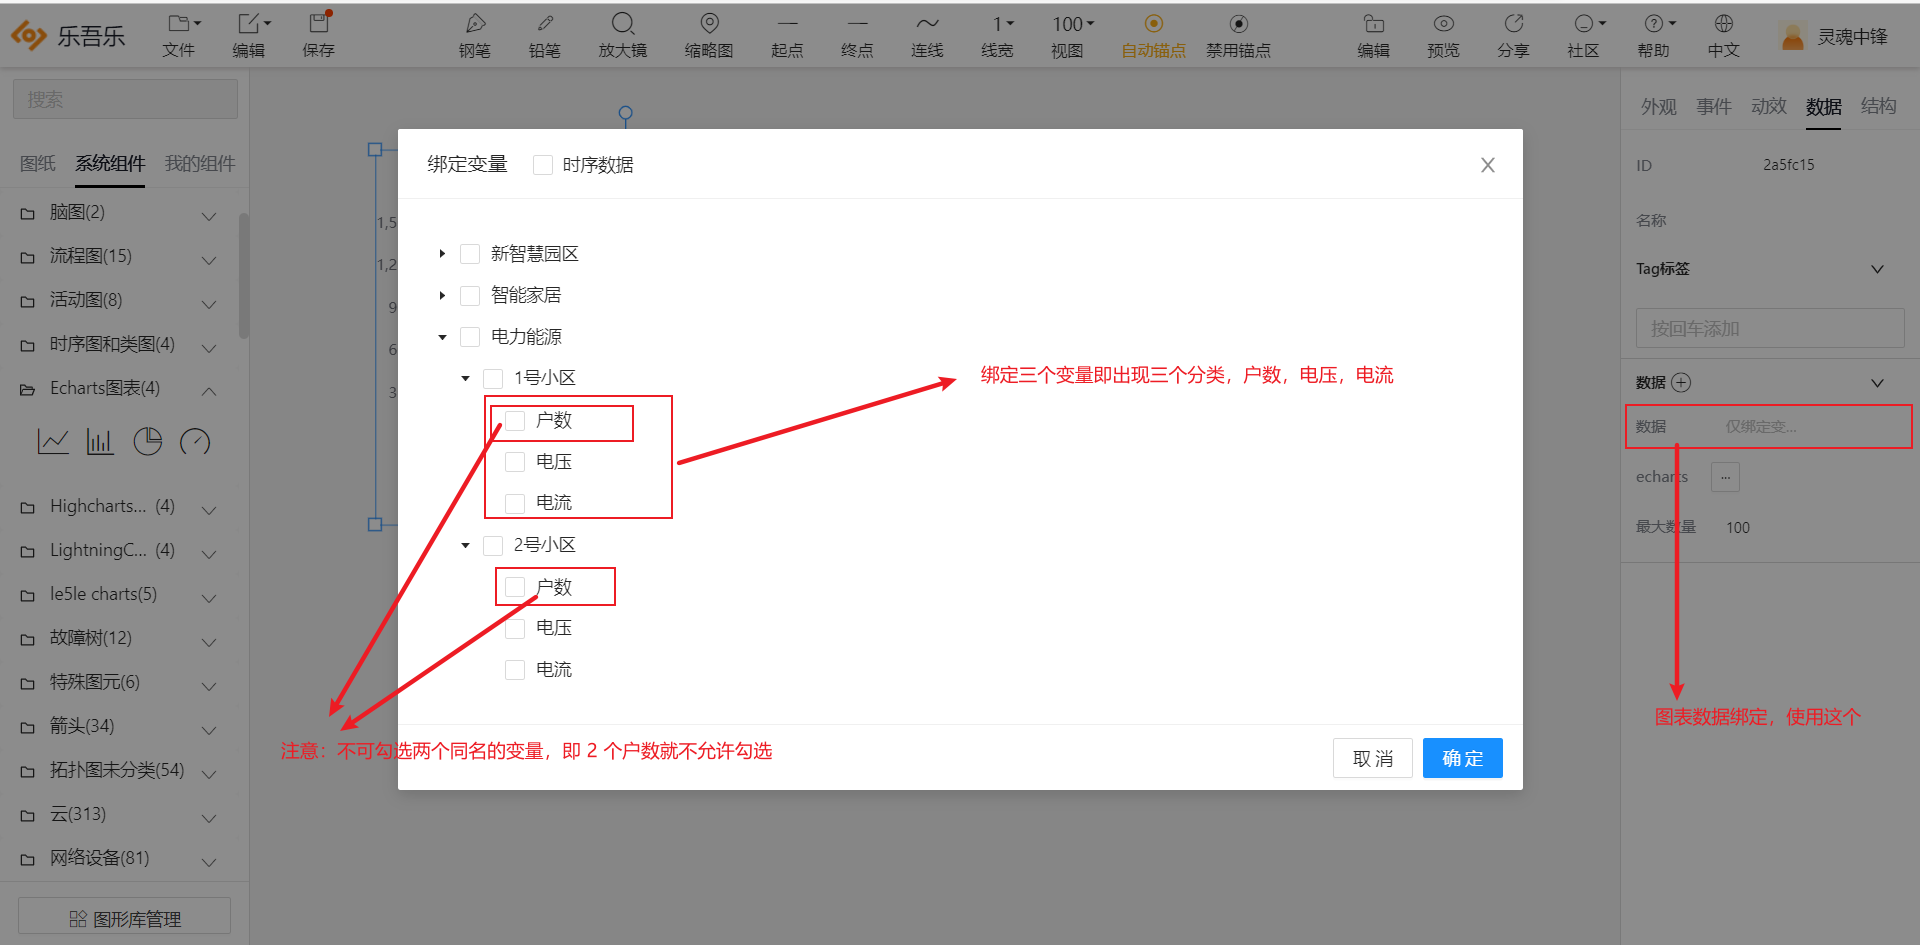 乐吾乐
文件
编辑
保存
钢笔
铅笔
放大镜
缩略图
起点
终点
连线
1
线宽
100
视图
自动锚点
禁用锚点
编辑
预览
分享
社区
帮助
中文
灵魂中锋
搜索
图纸 系统组件 我的组件
脑图(2)
流程图(15)
活动图(8)
时序图和类图(4)
Echarts图表(4)
Highcharts... (4)
LightningC... (4)
le5le charts(5)
故障树(12)
特殊图元(6)
箭头(34)
拓扑图未分类(54)
云(313)
网络设备(81)
图形库管理
1,5
1,2
9
6
3
绑定变量 时序数据
新智慧园区
智能家居
电力能源
1号小区
户数
电压
电流
2号小区
户数
电压
电流
绑定三个变量即出现三个分类，户数，电压，电流
注意：不可勾选两个同名的变量，即 2 个户数就不允许勾选
取 消
确 定
外观 事件 动效 数据 结构
ID 2a5fc15
名称
Tag标签
按回车添加
数据
数据 仅绑定变...
echarts ...
最大数量 100
图表数据绑定，使用这个